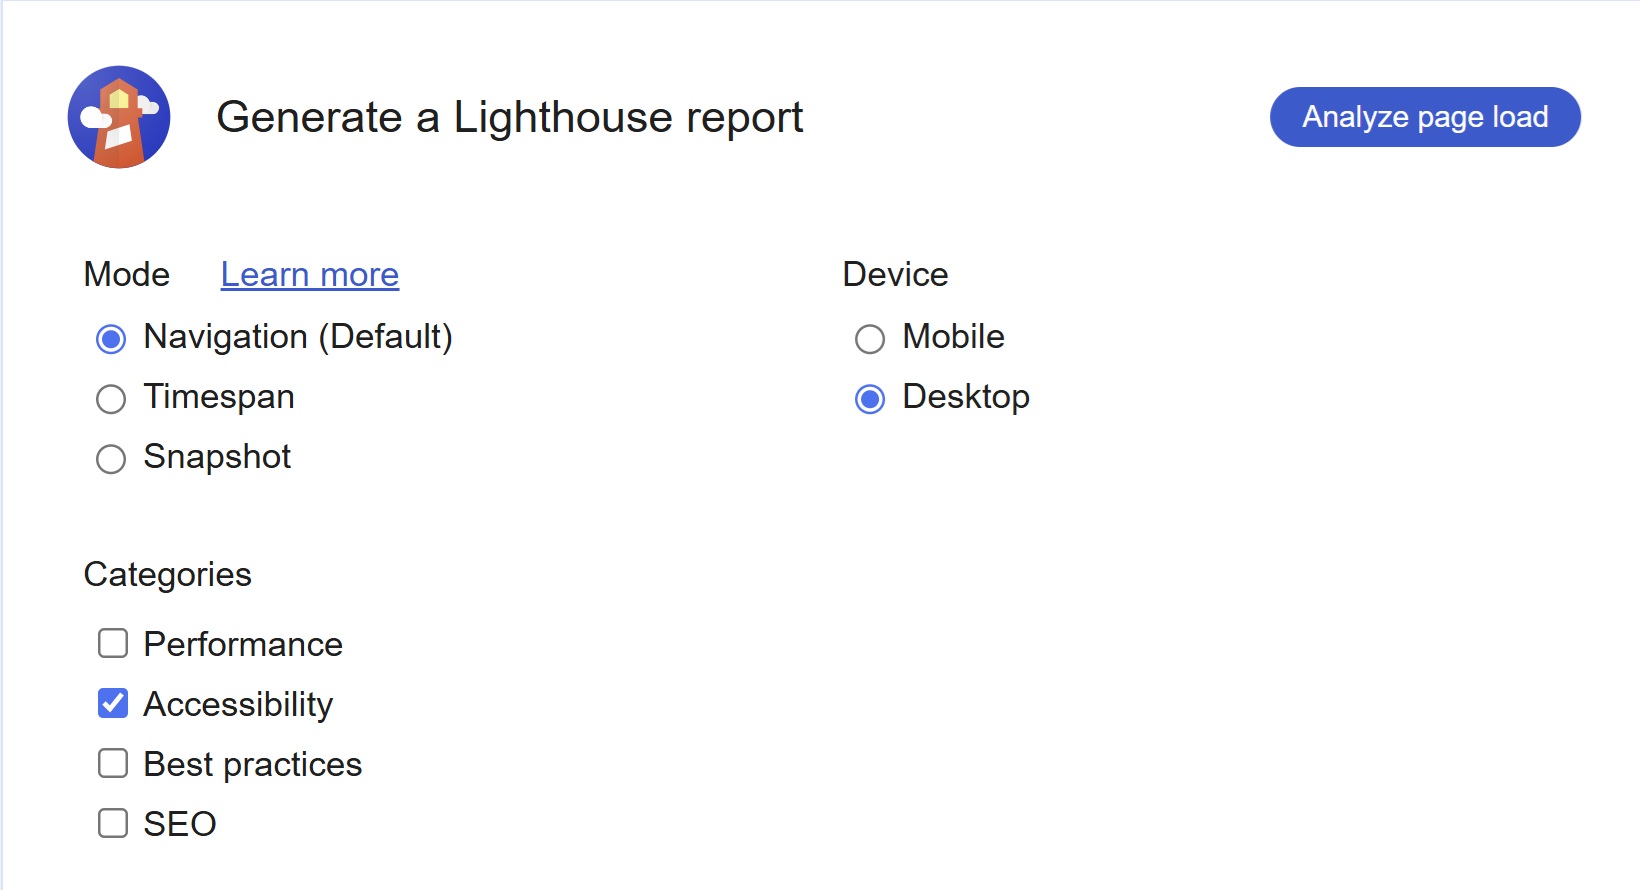 Generate a Lighthouse report
Analyze page load
Mode Learn more
Navigation (Default)
Timespan
Snapshot
Device
Mobile
Desktop
Categories
Performance
Accessibility
Best practices
SEO